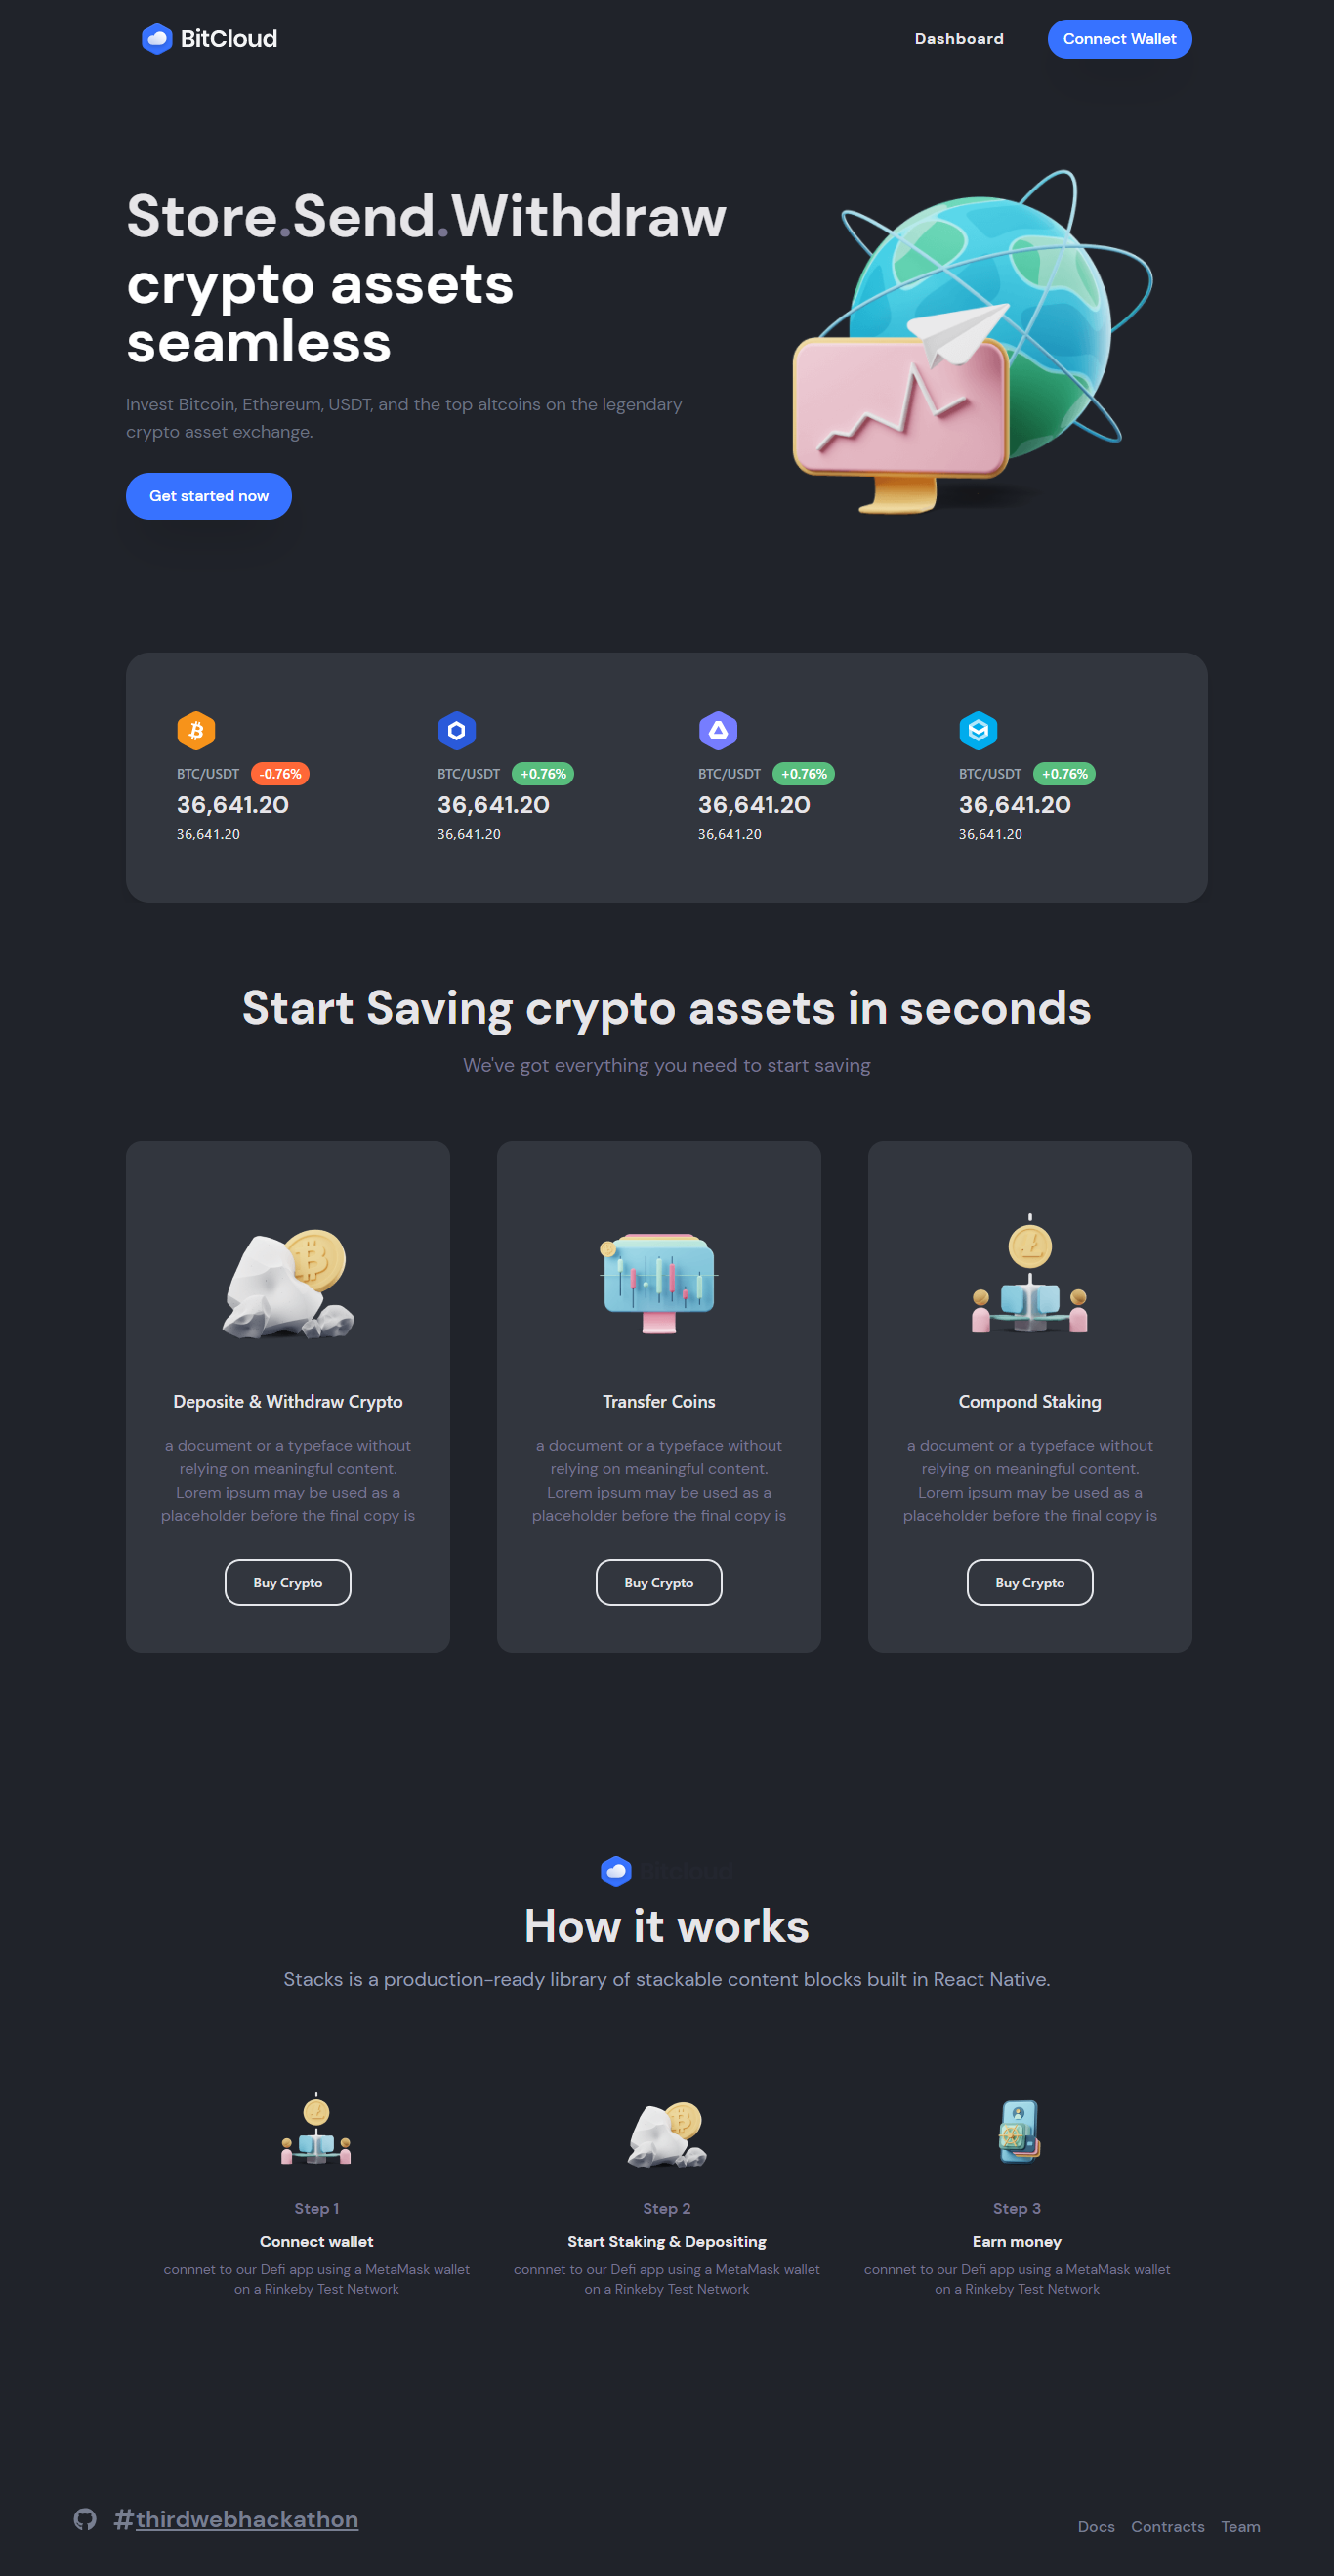 BitCloud
Dashboard
Connect Wallet
Store.Send.Withdraw
crypto assets
seamless
Invest Bitcoin, Ethereum, USDT, and the top altcoins on the legendary
crypto asset exchange.
Get started now
BTC/USDT -0.76%
36,641.20
36,641.20
BTC/USDT +0.76%
36,641.20
36,641.20
BTC/USDT +0.76%
36,641.20
36,641.20
BTC/USDT +0.76%
36,641.20
36,641.20
Start Saving crypto assets in seconds
We've got everything you need to start saving
Deposite & Withdraw Crypto
a document or a typeface without
relying on meaningful content.
Lorem ipsum may be used as a
placeholder before the final copy is
Buy Crypto
Transfer Coins
a document or a typeface without
relying on meaningful content.
Lorem ipsum may be used as a
placeholder before the final copy is
Buy Crypto
Compond Staking
a document or a typeface without
relying on meaningful content.
Lorem ipsum may be used as a
placeholder before the final copy is
Buy Crypto
Bitcloud
How it works
Stacks is a production-ready library of stackable content blocks built in React Native.
Step 1
Connect wallet
connnet to our Defi app using a MetaMask wallet
on a Rinkeby Test Network
Step 2
Start Staking & Depositing
connnet to our Defi app using a MetaMask wallet
on a Rinkeby Test Network
Step 3
Earn money
connnet to our Defi app using a MetaMask wallet
on a Rinkeby Test Network
#thirdwebhackathon
Docs
Contracts
Team